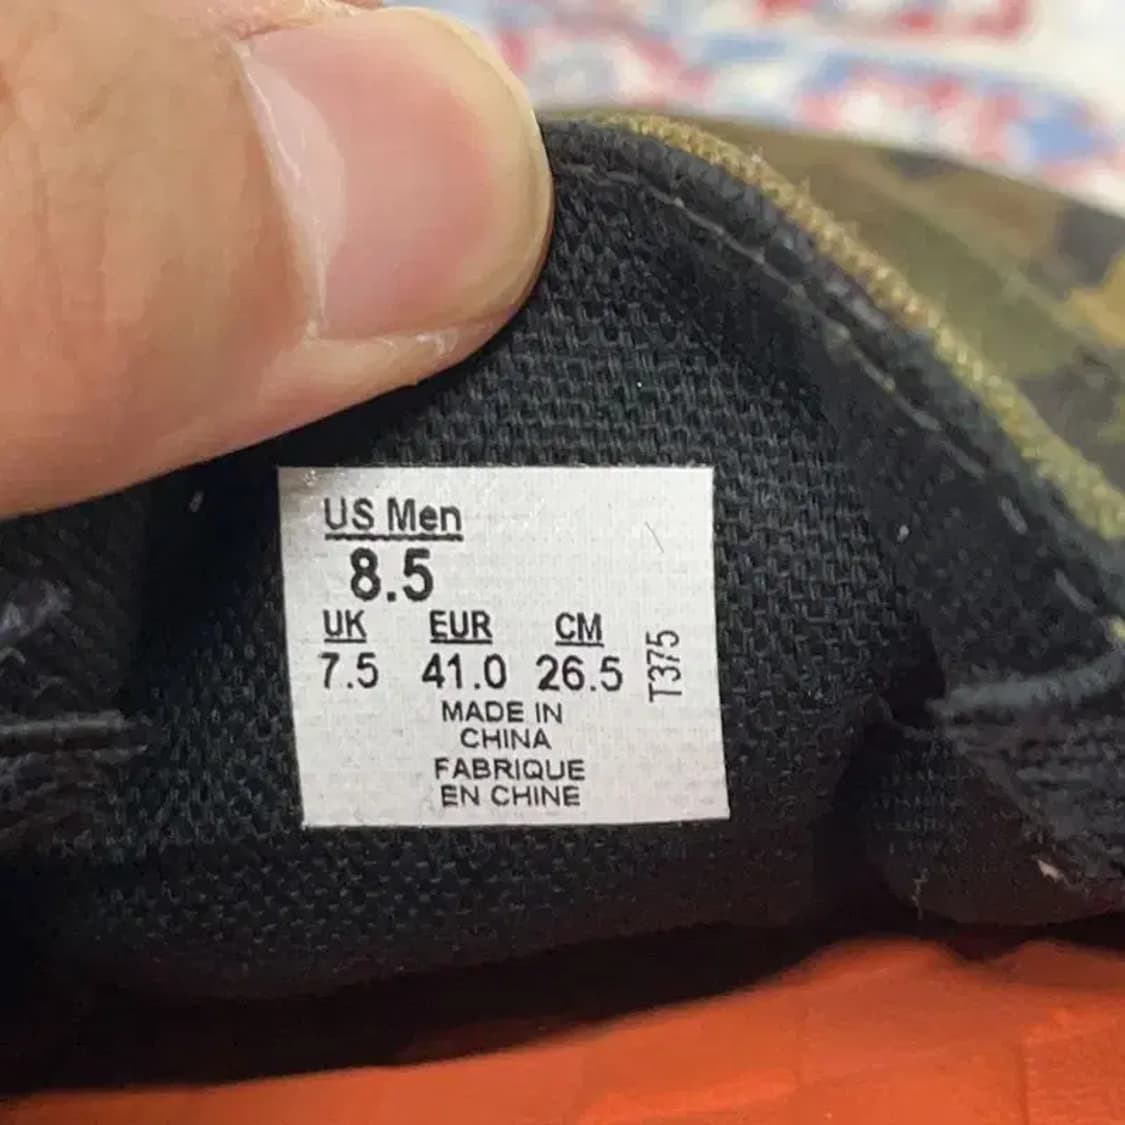 US Men
8.5
UK EUR CM
7.5 41.0 26.5
T375
MADE IN
CHINA
FABRIQUE
EN CHINE